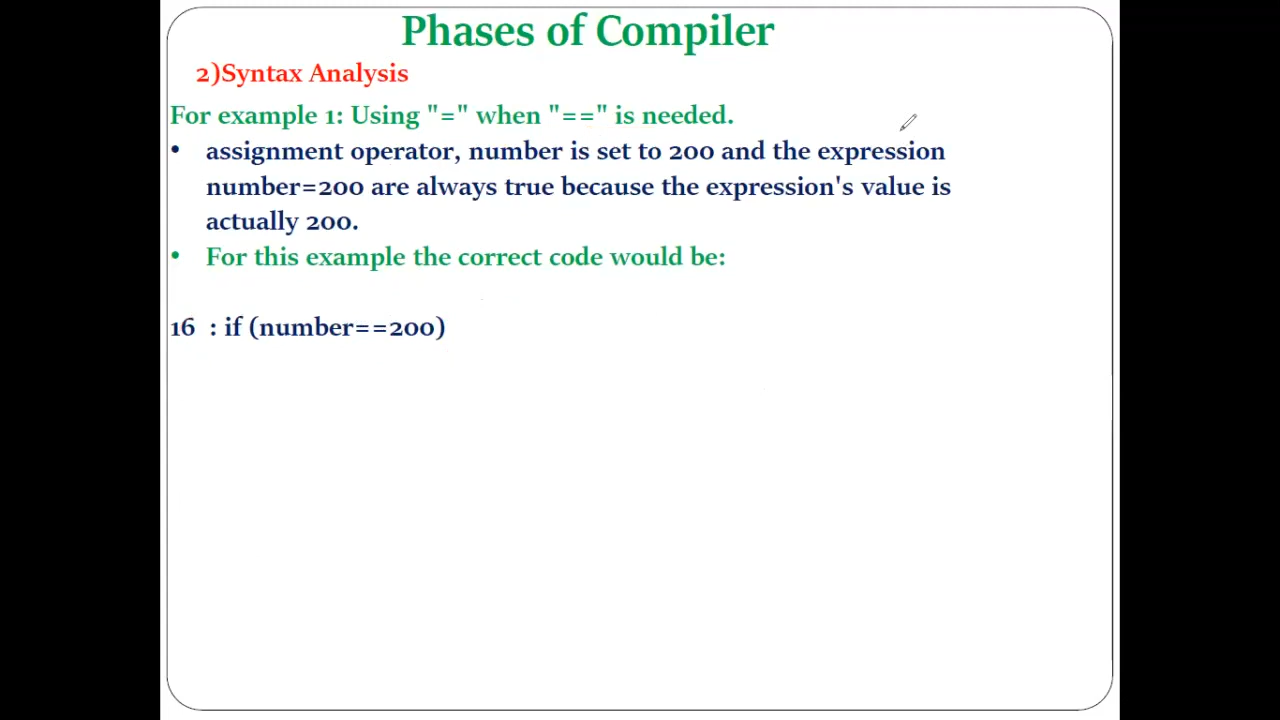 Phases of Compiler
2)Syntax Analysis
For example 1: Using "=" when "==" is needed.
• assignment operator, number is set to 200 and the expression
number=200 are always true because the expression's value is
actually 200.
• For this example the correct code would be:
16 : if (number==200)